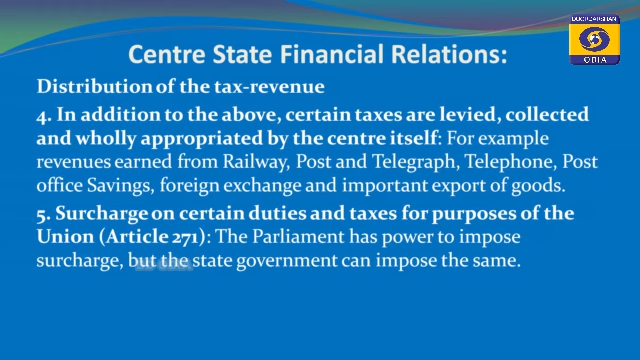 DOORDARSHAN
ODIA
Centre State Financial Relations:
Distribution of the tax-revenue
4. In addition to the above, certain taxes are levied, collected
and wholly appropriated by the centre itself: For example
revenues earned from Railway, Post and Telegraph, Telephone, Post
office Savings, foreign exchange and important export of goods.
5. Surcharge on certain duties and taxes for purposes of the
Union (Article 271): The Parliament has power to impose
surcharge, but the state government can impose the same.